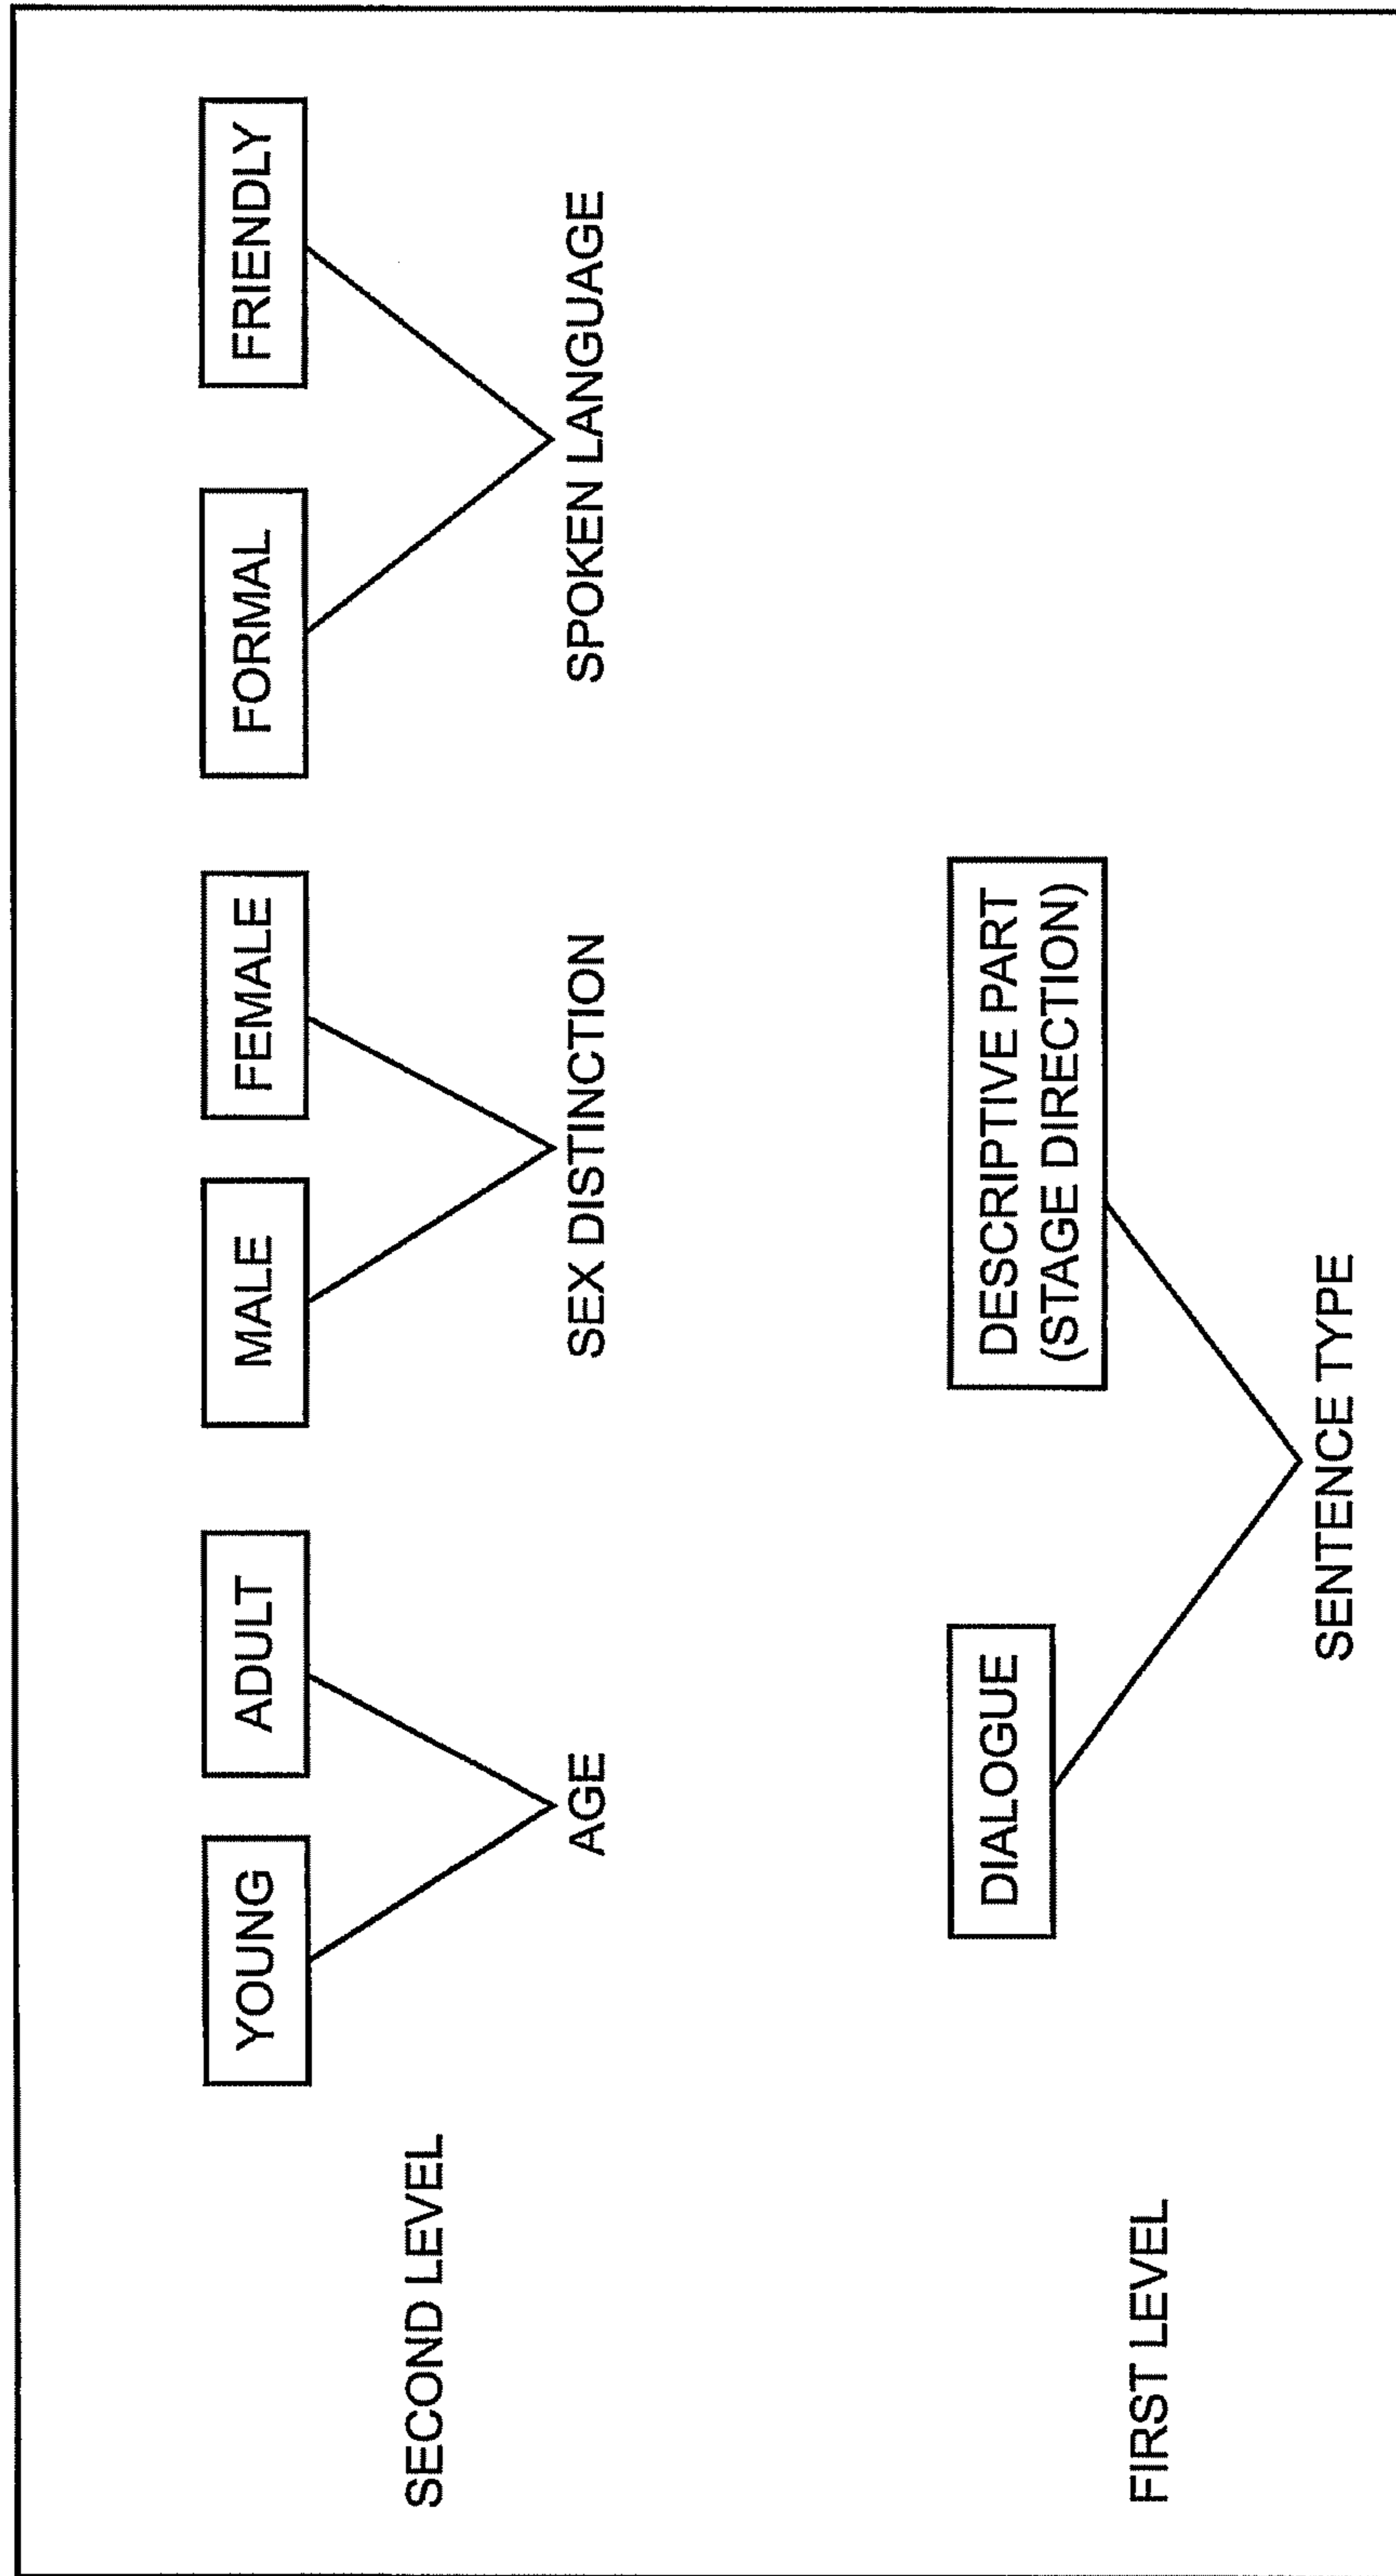 YOUNG
ADULT
MALE
FEMALE
FORMAL
FRIENDLY
SECOND LEVEL
AGE
SEX DISTINCTION
SPOKEN LANGUAGE
DIALOGUE
DESCRIPTIVE PART
(STAGE DIRECTION)
FIRST LEVEL
SENTENCE TYPE